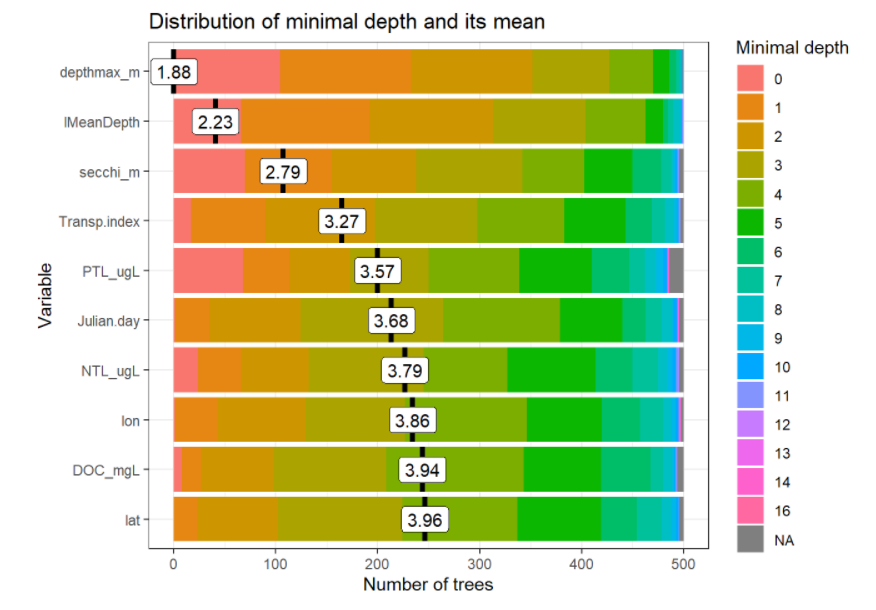 Distribution of minimal depth and its mean
Variable
depthmax_m
lMeanDepth
secchi_m
Transp.index
PTL_ugL
Julian.day
NTL_ugL
lon
DOC_mgL
lat
1.88
2.23
2.79
3.27
3.57
3.68
3.79
3.86
3.94
3.96
0 100 200 300 400 500
Number of trees
Minimal depth
0
1
2
3
4
5
6
7
8
9
10
11
12
13
14
16
NA